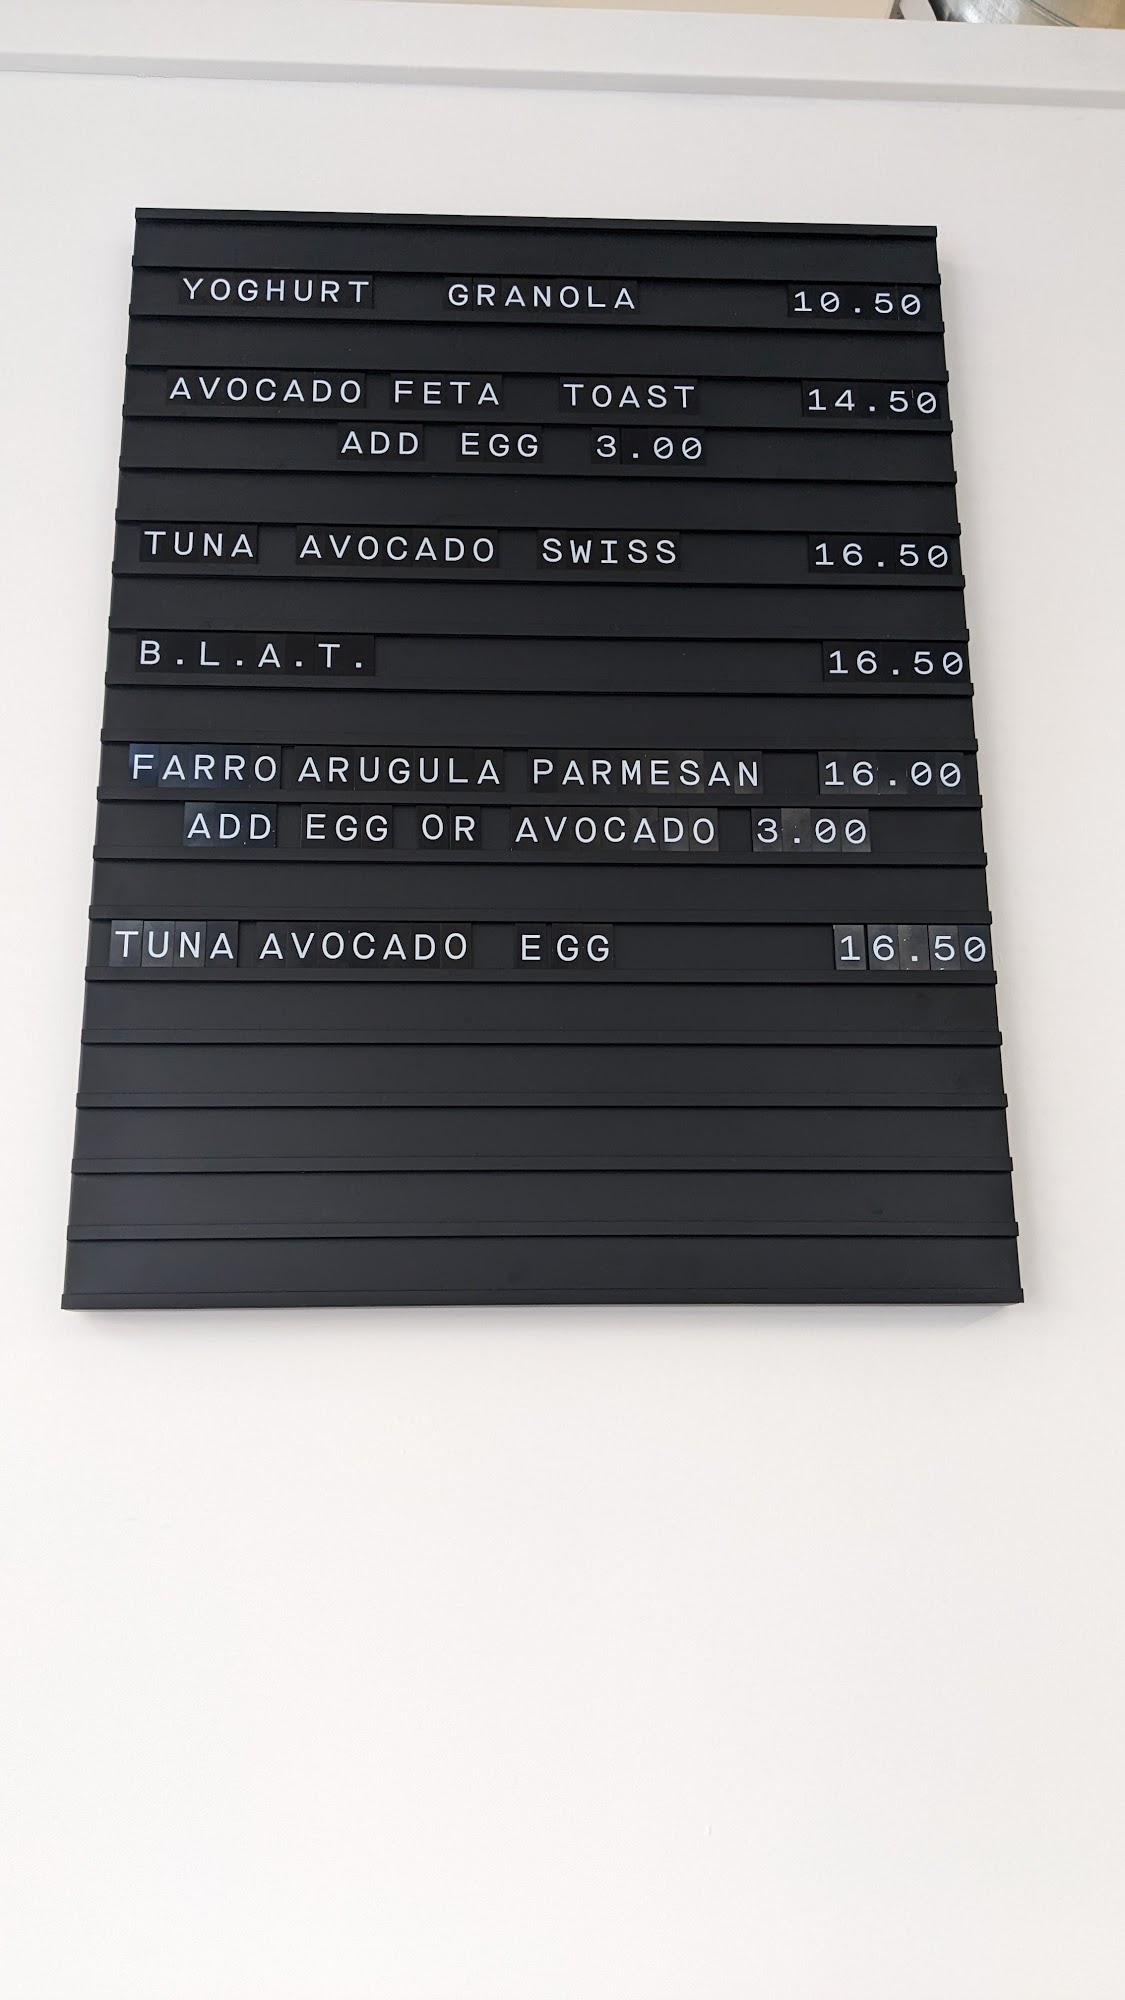 YOGHURT GRANOLA 10.50
AVOCADO FETA TOAST 14.50
ADD EGG 3.00
TUNA AVOCADO SWISS 16.50
B.L.A.T. 16.50
FARRO ARUGULA PARMESAN 16.00
ADD EGG OR AVOCADO 3.00
TUNA AVOCADO EGG 16.50